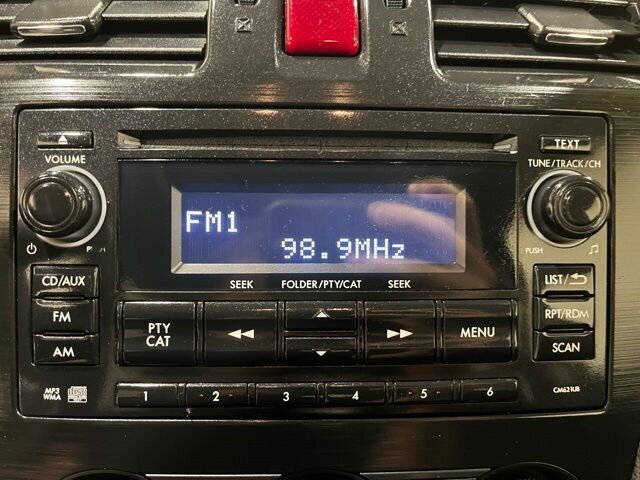 VOLUME
TEXT
TUNE/TRACK/CH
FM1
98.9MHz
PUSH
PUSH
SEEK
FOLDER/PTY/CAT
SEEK
CD/AUX
LIST/
FM
RPT/RDM
AM
SCAN
PTY
CAT
MENU
MP3
WMA
1
2
3
4
5
6
CM621UB